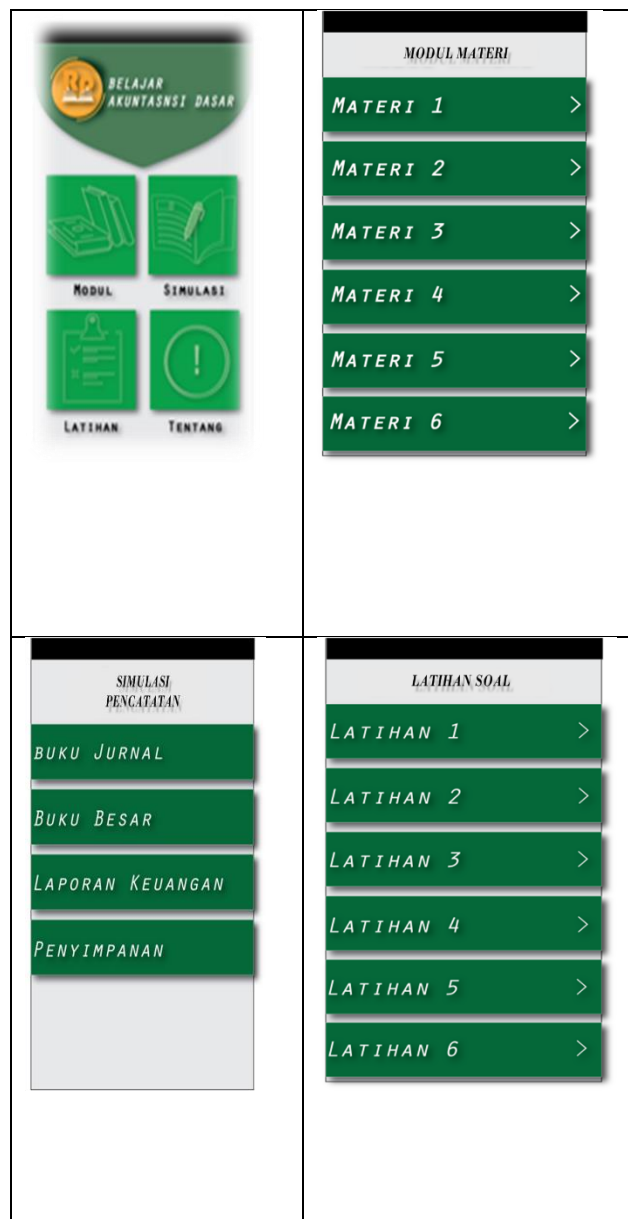 Rp
BELAJAR
AKUNTASNSI DASAR
MODUL
SIMULASI
LATIHAN
TENTANG
MODUL MATERI
MATERI 1 >
MATERI 2 >
MATERI 3 >
MATERI 4 >
MATERI 5 >
MATERI 6 >
SIMULASI
PENCATATAN
BUKU JURNAL
BUKU BESAR
LAPORAN KEUANGAN
PENYIMPANAN
LATIHAN SOAL
LATIHAN 1 >
LATIHAN 2 >
LATIHAN 3 >
LATIHAN 4 >
LATIHAN 5 >
LATIHAN 6 >